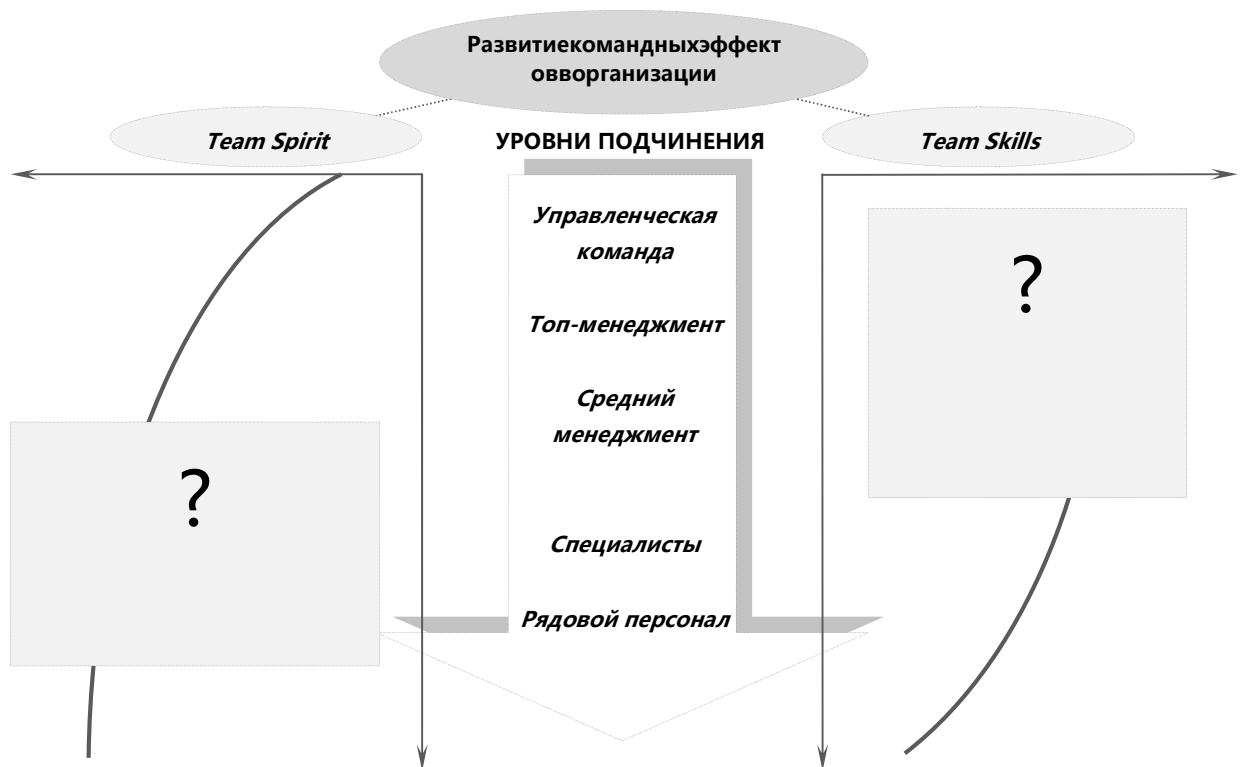 Развитиекомандныхэффект
овворганизации
Team Spirit
УРОВНИ ПОДЧИНЕНИЯ
Team Skills
Управленческая
команда
?
Топ-менеджмент
Средний
менеджмент
?
Специалисты
Рядовой персонал